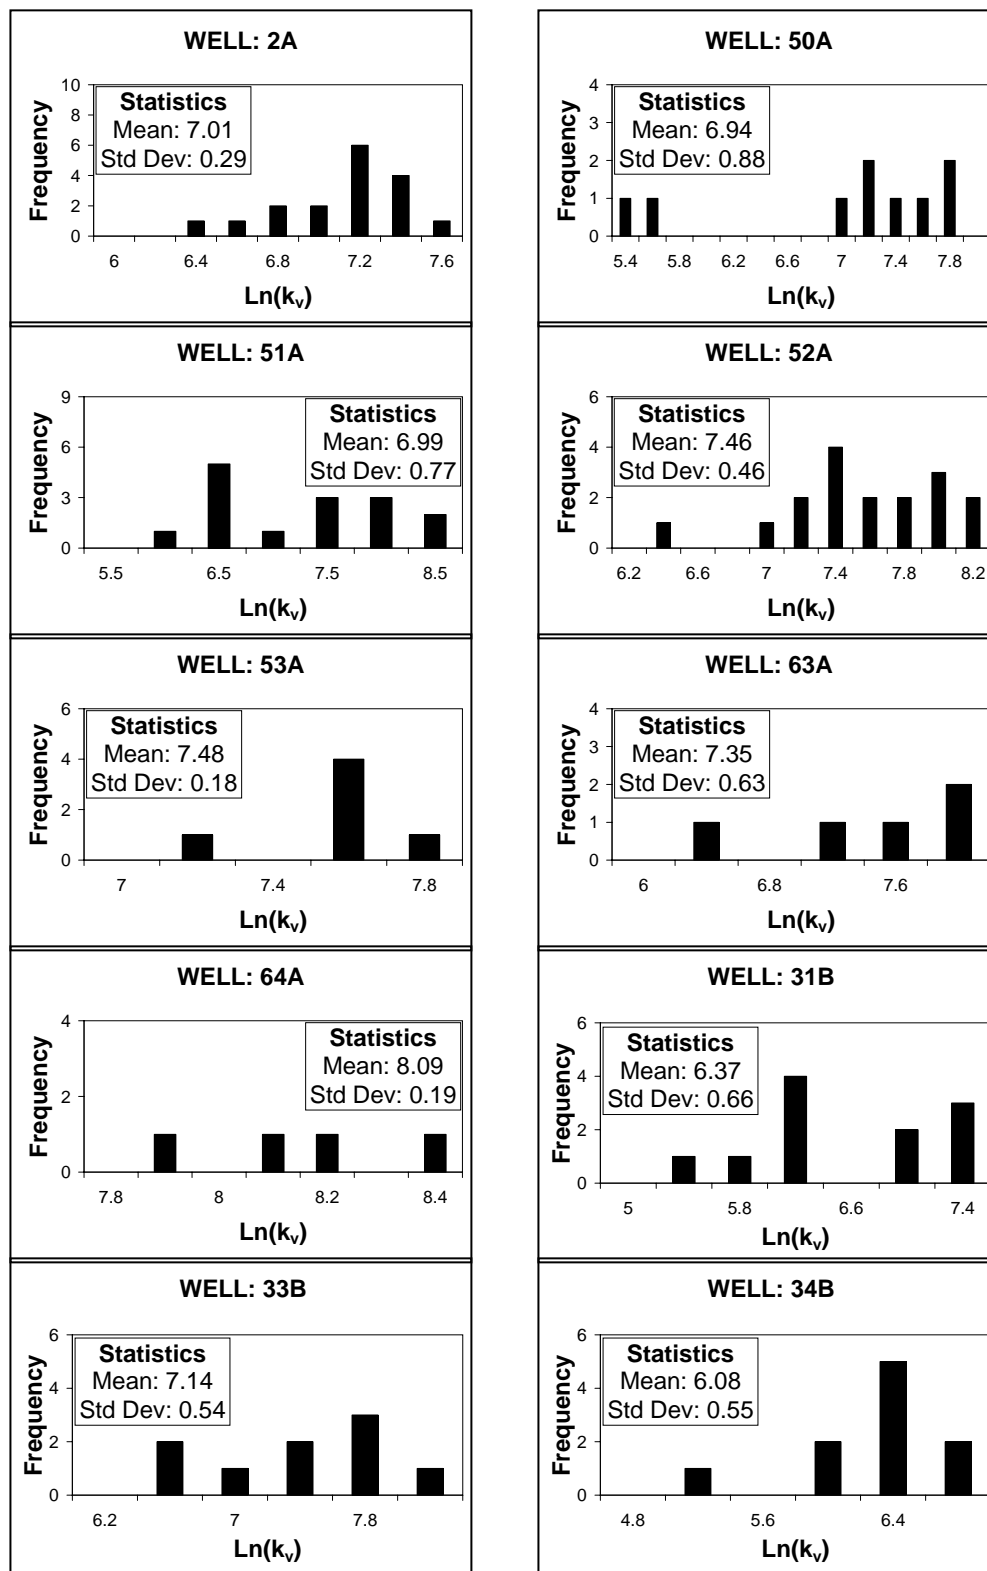 WELL: 2A
10
8
6
4
2
0
Frequency
Statistics
Mean: 7.01
Std Dev: 0.29
6 6.4 6.8 7.2 7.6
Ln(kᵥ)
WELL: 50A
4
3
2
1
0
Frequency
Statistics
Mean: 6.94
Std Dev: 0.88
5.4 5.8 6.2 6.6 7 7.4 7.8
Ln(kᵥ)
WELL: 51A
9
6
3
0
Frequency
Statistics
Mean: 6.99
Std Dev: 0.77
5.5 6.5 7.5 8.5
Ln(kᵥ)
WELL: 52A
6
4
2
0
Frequency
Statistics
Mean: 7.46
Std Dev: 0.46
6.2 6.6 7 7.4 7.8 8.2
Ln(kᵥ)
WELL: 53A
6
4
2
0
Frequency
Statistics
Mean: 7.48
Std Dev: 0.18
7 7.4 7.8
Ln(kᵥ)
WELL: 63A
4
3
2
1
0
Frequency
Statistics
Mean: 7.35
Std Dev: 0.63
6 6.8 7.6
Ln(kᵥ)
WELL: 64A
4
2
0
Frequency
Statistics
Mean: 8.09
Std Dev: 0.19
7.8 8 8.2 8.4
Ln(kᵥ)
WELL: 31B
6
4
2
0
Frequency
Statistics
Mean: 6.37
Std Dev: 0.66
5 5.8 6.6 7.4
Ln(kᵥ)
WELL: 33B
6
4
2
0
Frequency
Statistics
Mean: 7.14
Std Dev: 0.54
6.2 7 7.8
Ln(kᵥ)
WELL: 34B
6
4
2
0
Frequency
Statistics
Mean: 6.08
Std Dev: 0.55
4.8 5.6 6.4
Ln(kᵥ)